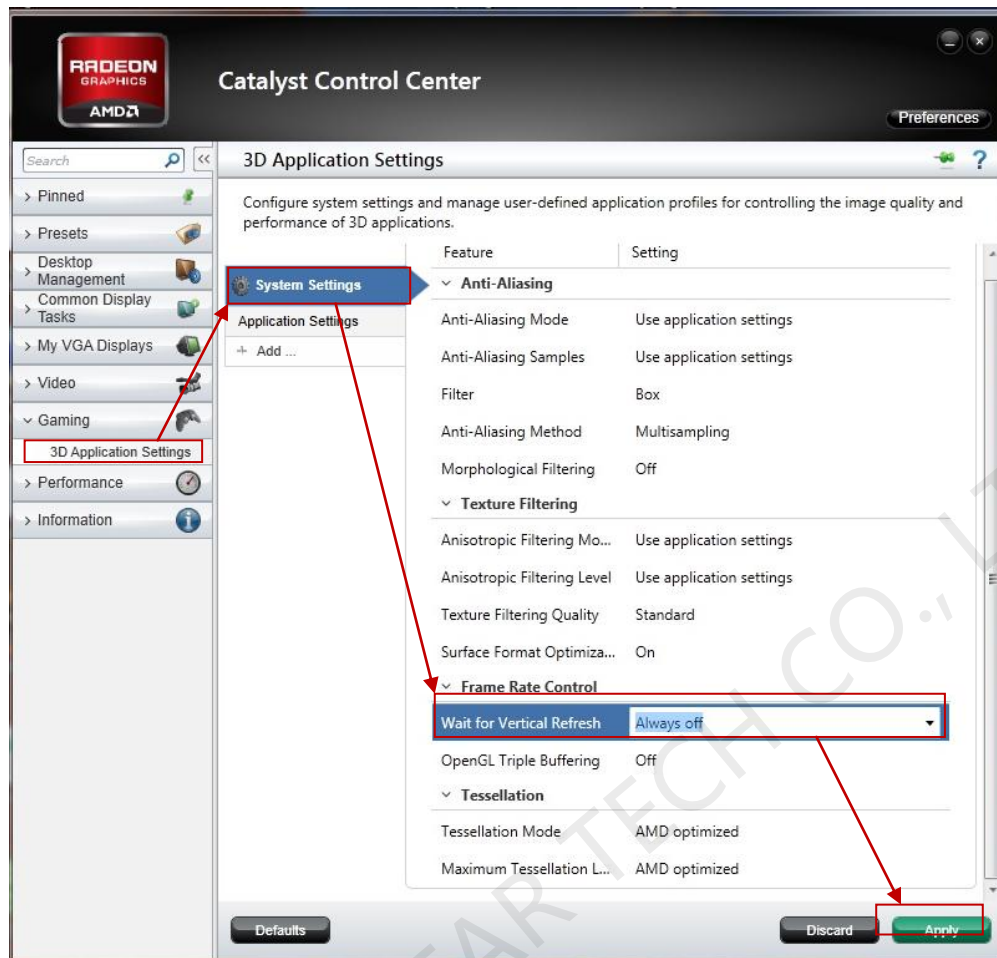 RADEON
GRAPHICS
AMD
Catalyst Control Center
Preferences
Search
<<
3D Application Settings
?
Pinned
Presets
Desktop
Management
Common Display
Tasks
My VGA Displays
Video
Gaming
3D Application Settings
Performance
Information
Configure system settings and manage user-defined application profiles for controlling the image quality and
performance of 3D applications.
System Settings
Application Settings
Add ...
Feature Setting
Anti-Aliasing
Anti-Aliasing Mode Use application settings
Anti-Aliasing Samples Use application settings
Filter Box
Anti-Aliasing Method Multisampling
Morphological Filtering Off
Texture Filtering
Anisotropic Filtering Mo... Use application settings
Anisotropic Filtering Level Use application settings
Texture Filtering Quality Standard
Surface Format Optimiza... On
Frame Rate Control
Wait for Vertical Refresh Always off
OpenGL Triple Buffering Off
Tessellation
Tessellation Mode AMD optimized
Maximum Tessellation L... AMD optimized
Defaults
Discard
Apply
TECH CO.,